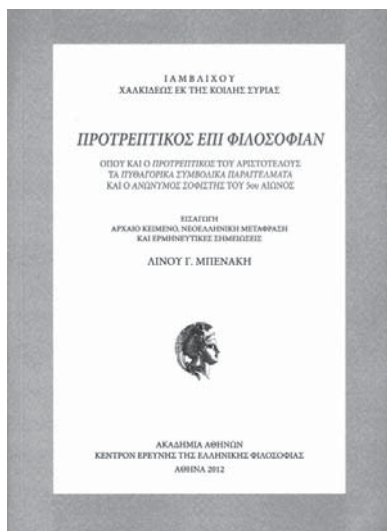 ΙΑΜΒΛΙΧΟΥ
ΧΑΛΚΙΔΕΩΣ ΕΚ ΤΗΣ ΚΟΙΛΗΣ ΣΥΡΙΑΣ
ΠΡΟΤΡΕΠΤΙΚΟΣ ΕΠΙ ΦΙΛΟΣΟΦΙΑΝ
ΟΠΟΥ ΚΑΙ Ο ΠΡΟΤΡΕΠΤΙΚΟΣ ΤΟΥ ΑΡΙΣΤΟΤΕΛΟΥΣ
ΤΑ ΠΥΘΑΓΟΡΙΚΑ ΣΥΜΒΟΛΙΚΑ ΠΑΡΑΓΓΕΛΜΑΤΑ
ΚΑΙ Ο ΑΝΩΝΥΜΟΣ ΣΟΦΙΣΤΗΣ ΤΟΥ 5ου ΑΙΩΝΟΣ
ΕΙΣΑΓΩΓΗ
ΑΡΧΑΙΟ ΚΕΙΜΕΝΟ, ΝΕΟΕΛΛΗΝΙΚΗ ΜΕΤΑΦΡΑΣΗ
ΚΑΙ ΕΡΜΗΝΕΥΤΙΚΕΣ ΣΗΜΕΙΩΣΕΙΣ
ΛΙΝΟΥ Γ. ΜΠΕΝΑΚΗ
ΑΚΑΔΗΜΙΑ ΑΘΗΝΩΝ
ΚΕΝΤΡΟΝ ΕΡΕΥΝΗΣ ΤΗΣ ΕΛΛΗΝΙΚΗΣ ΦΙΛΟΣΟΦΙΑΣ
ΑΘΗΝΑ 2012